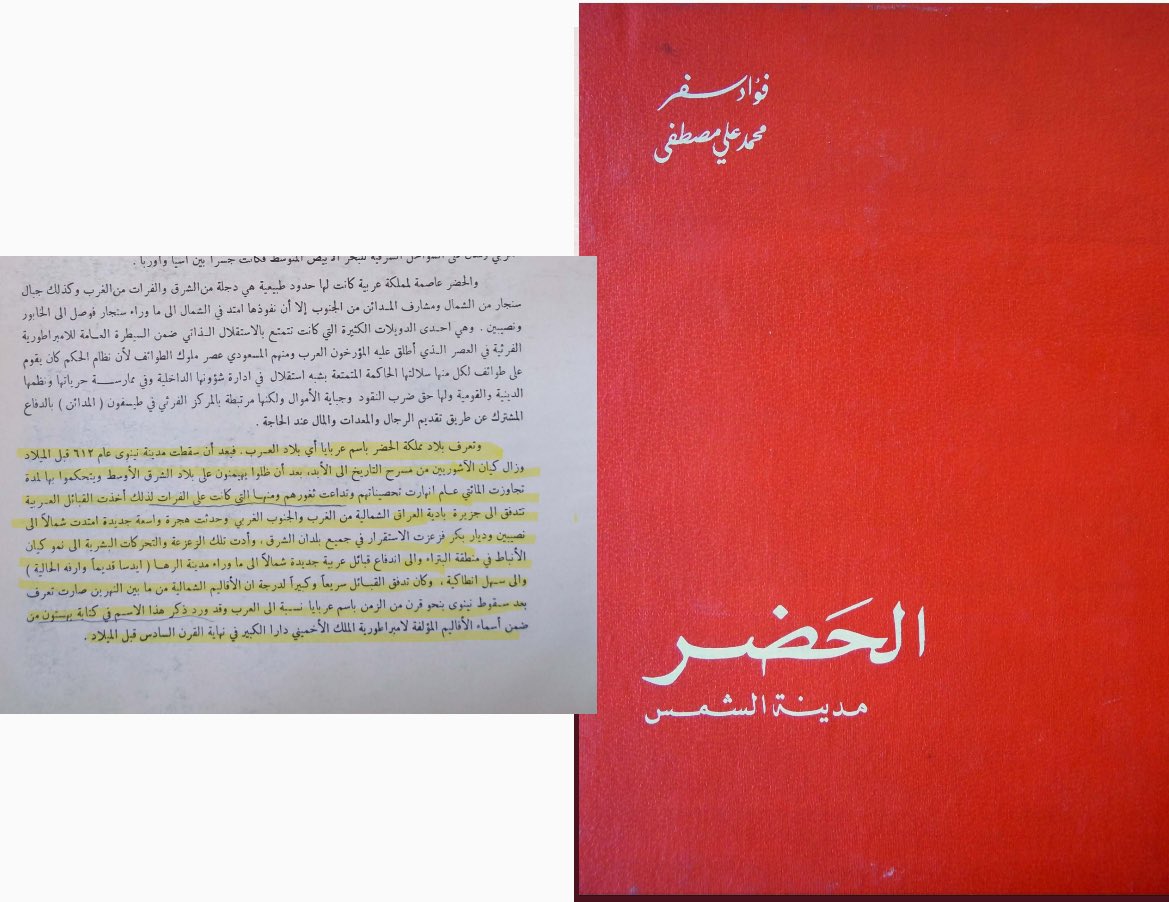 فؤاد سفر
محمد علي مصطفى
الحَضر
مدينة الشمس
البحر الابيض المتوسط فكانت جسراً بين آسيا وأوربا .
والحضر عاصمة لمملكة عربية كانت لها حدود طبيعية هي دجلة من الشرق والفرات من الغرب وكذلك جبال
سنجار من الشمال ومشارف المدائن من الجنوب إلا أن نفوذها امتد في الشمال الى ما وراء سنجار فوصل الى الخابور
ونصيبين . وهي احدى الدويلات الكثيرة التي كانت تتمتع بالاستقلال الذاتي ضمن السيطرة العامة للامبراطورية
الفرثية في العصر الذي أطلق عليه المؤرخون العرب ومنهم المسعودي عصر ملوك الطوائف لأن نظام الحكم كان يقوم
على طوائف لكل منها سلالتها الحاكمة المتمتعة بشبه استقلال في ادارة شؤونها الداخلية وفي ممارسة حرياتها ونظمها
الدينية والقومية ولها حق ضرب النقود وجباية الأموال ولكنها مرتبطة بالمركز الفرثي في طيسفون ( المدائن ) بالدفاع
المشترك عن طريق تقديم الرجال والمعدات والمال عند الحاجة .
وتعرف بلاد مملكة الحضر باسم عربايا أي بلاد العرب . فبعد أن سقطت مدينة نينوى عام ٦١٢ قبل الميلاد
وزال كيان الآشوريين من مسرح التاريخ الى الأبد، بعد أن ظلوا يهيمنون على بلاد الشرق الأوسط ويتحكموا بها لمدة
تجاوزت المائتي عام انهارت تحصيناتهم وتداعت ثغورهم ومنها التي كانت على الفرات لذلك أخذت القبائل العربية
تتدفق الى جزيرة بادية العراق الشمالية من الغرب والجنوب الغربي وحدثت هجرة واسعة جديدة امتدت شمالاً الى
نصيبين وديار بكر فزعزت الاستقرار في جميع بلدان الشرق ، وأدت تلك الزعزعة والتحركات البشرية الى نمو كيان
الأنباط في منطقة البتراء والى اندفاع قبائل عربية جديدة شمالاً الى ما وراء مدينة الرها ( ايدسا قديماً وارفه الحالية )
والى سهل انطاكية ، وكان تدفق القبائل سريعاً وكبيراً لدرجة ان الأقاليم الشمالية من ما بين النهرين صارت تعرف
بعد سقوط نينوى بنحو قرن من الزمن باسم عربايا نسبة الى العرب وقد ورد ذكر هذا الاسم في كتابة بهستون من
ضمن أسماء الأقاليم المؤلفة لامبراطورية الملك الأخميني دارا الكبير في نهاية القرن السادس قبل الميلاد .